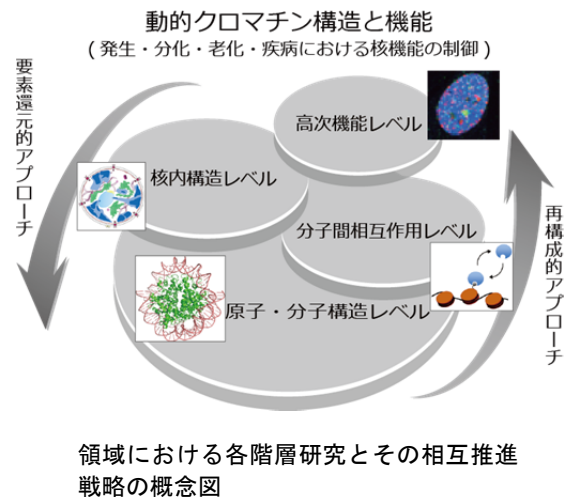 動的クロマチン構造と機能
(発生・分化・老化・疾病における核機能の制御)
要素還元的アプローチ
高次機能レベル
核内構造レベル
分子間相互作用レベル
原子・分子構造レベル
再構成的アプローチ
領域における各階層研究とその相互推進
戦略の概念図